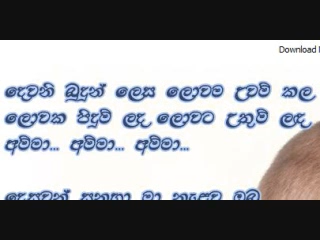 Download
දෙවනි බුදුන් ලෙස ලොවම උවම් කල
ලොවක පිදුම් ලද ලොවට උතුම් ලද
අම්මා... අම්මා... අම්මා...